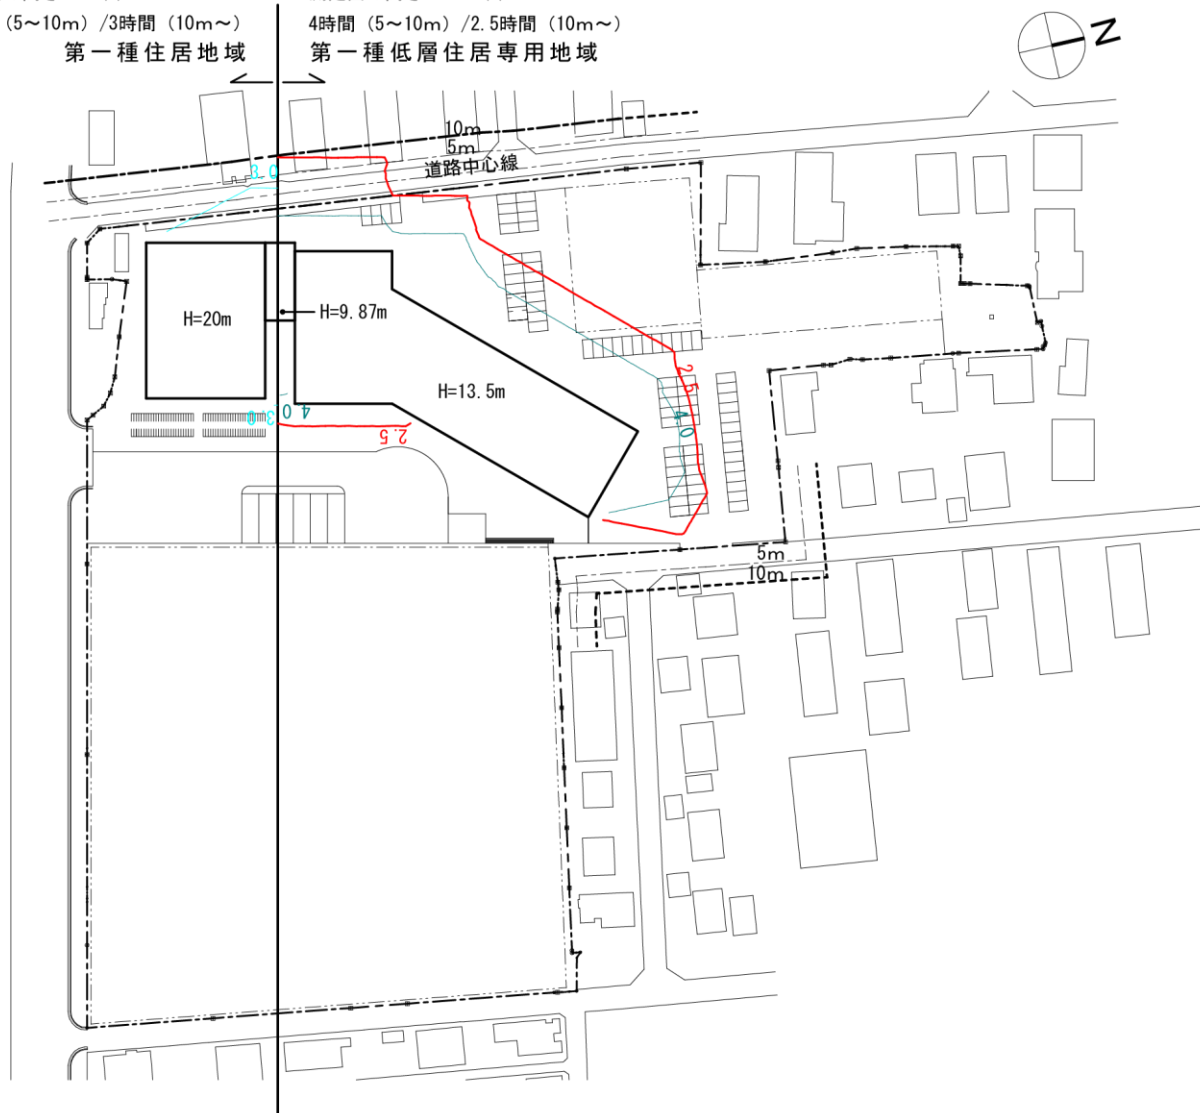 (5～10m) /3時間 (10m～)
4時間 (5～10m) /2.5時間 (10m～)
第一種住居地域
第一種低層住居専用地域
N
10m
5m
道路中心線
3.0
H=20m
H=9.87m
H=13.5m
2.5
4.0
4.0
3.0
2.5
5m
10m